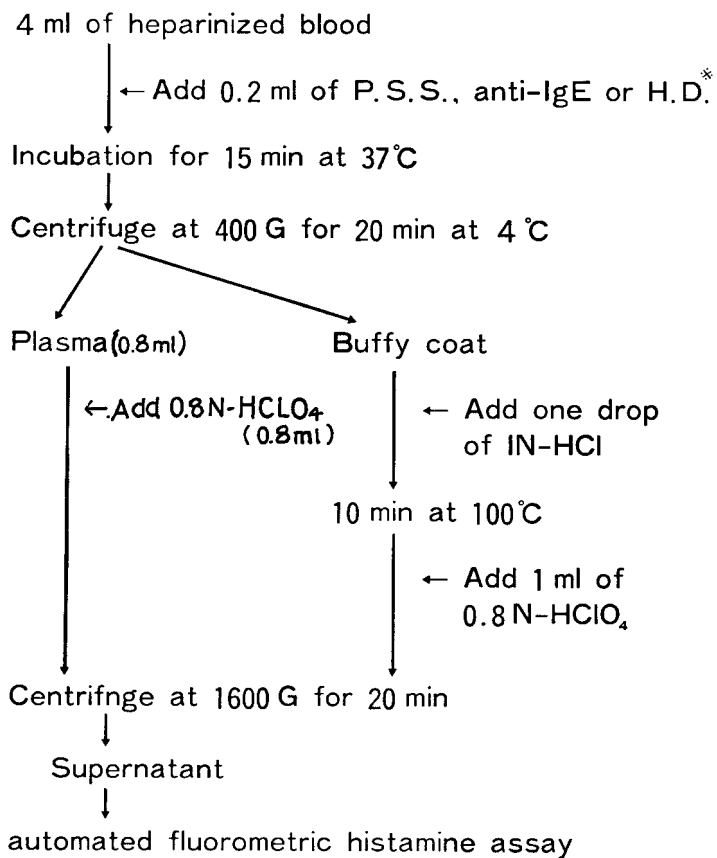 4 ml of heparinized blood
← Add 0.2 ml of P.S.S., anti-IgE or H.D.*
Incubation for 15 min at 37℃
Centrifuge at 400 G for 20 min at 4 ℃
Plasma(0.8ml)
Buffy coat
←.Add 0.8N-HCLO₄
(0.8ml)
← Add one drop
of IN-HCl
10 min at 100℃
← Add 1 ml of
0.8N-HClO₄
Centrifnge at 1600 G for 20 min
Supernatant
automated fluorometric histamine assay